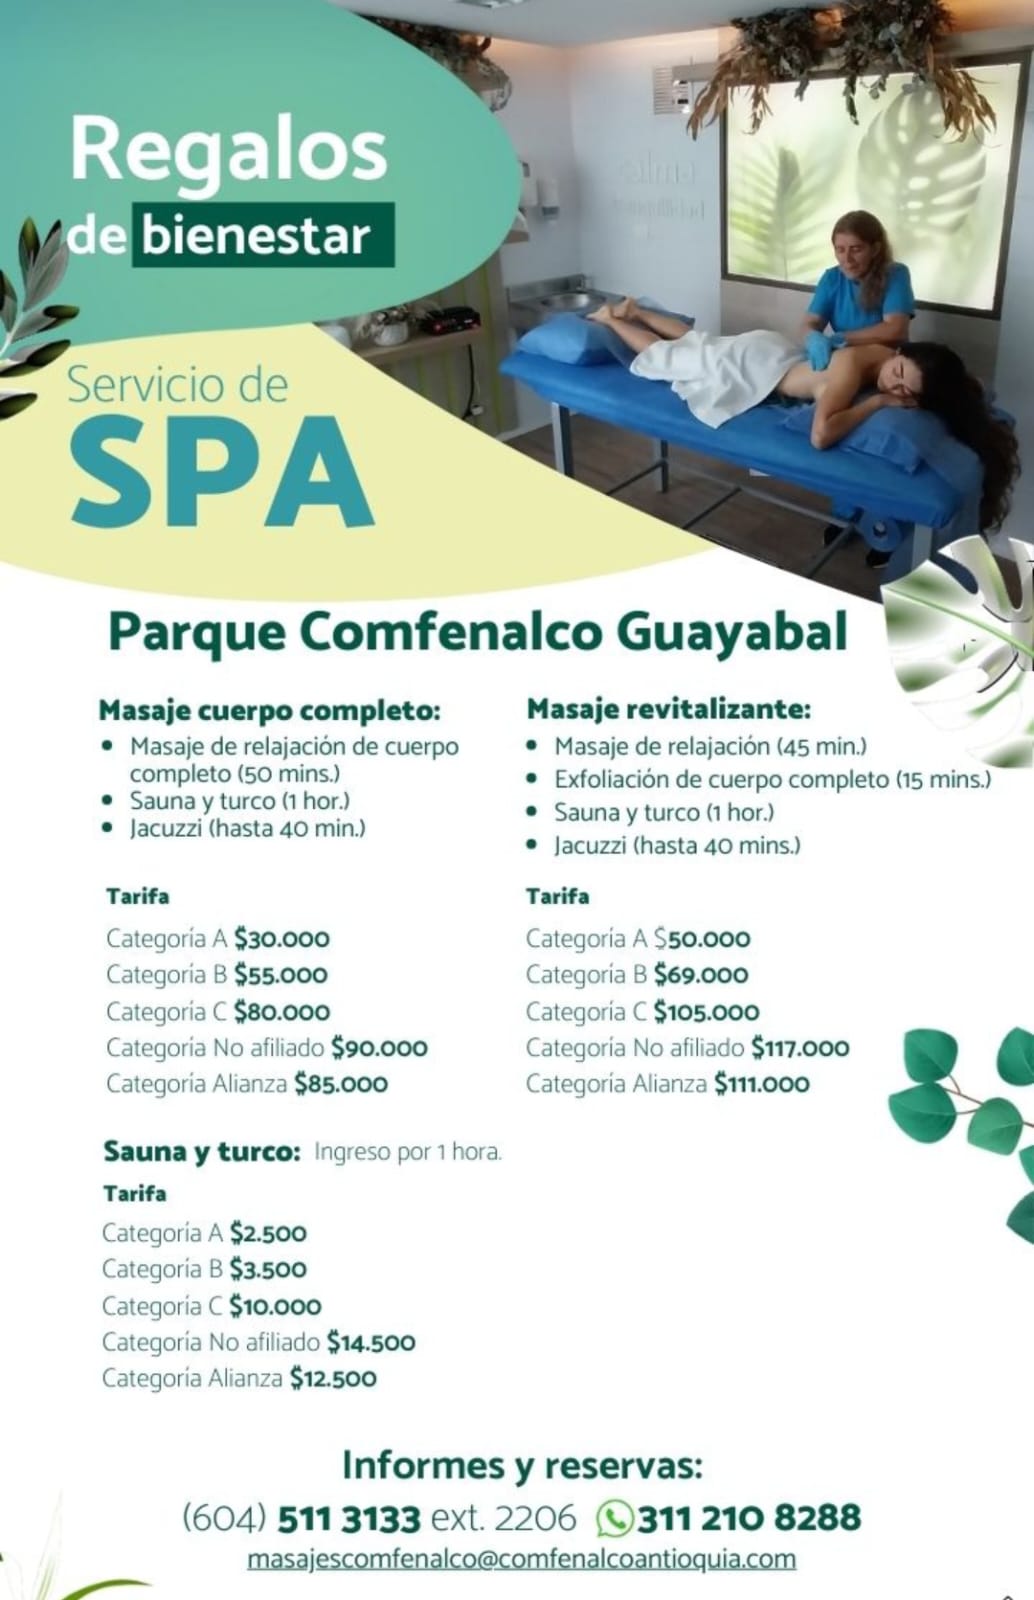 Regalos
de bienestar
Servicio de
SPA
Parque Comfenalco Guayabal
Masaje cuerpo completo:
• Masaje de relajación de cuerpo
completo (50 mins.)
• Sauna y turco (1 hor.)
• Jacuzzi (hasta 40 min.)
Tarifa
Categoría A $30.000
Categoría B $55.000
Categoría C $80.000
Categoría No afiliado $90.000
Categoría Alianza $85.000
Masaje revitalizante:
• Masaje de relajación (45 min.)
• Exfoliación de cuerpo completo (15 mins.)
• Sauna y turco (1 hor.)
• Jacuzzi (hasta 40 mins.)
Tarifa
Categoría A $50.000
Categoría B $69.000
Categoría C $105.000
Categoría No afiliado $117.000
Categoría Alianza $111.000
Sauna y turco: Ingreso por 1 hora.
Tarifa
Categoría A $2.500
Categoría B $3.500
Categoría C $10.000
Categoría No afiliado $14.500
Categoría Alianza $12.500
Informes y reservas:
(604) 511 3133 ext. 2206 311 210 8288
masajescomfenalco@comfenalcoantioquia.com